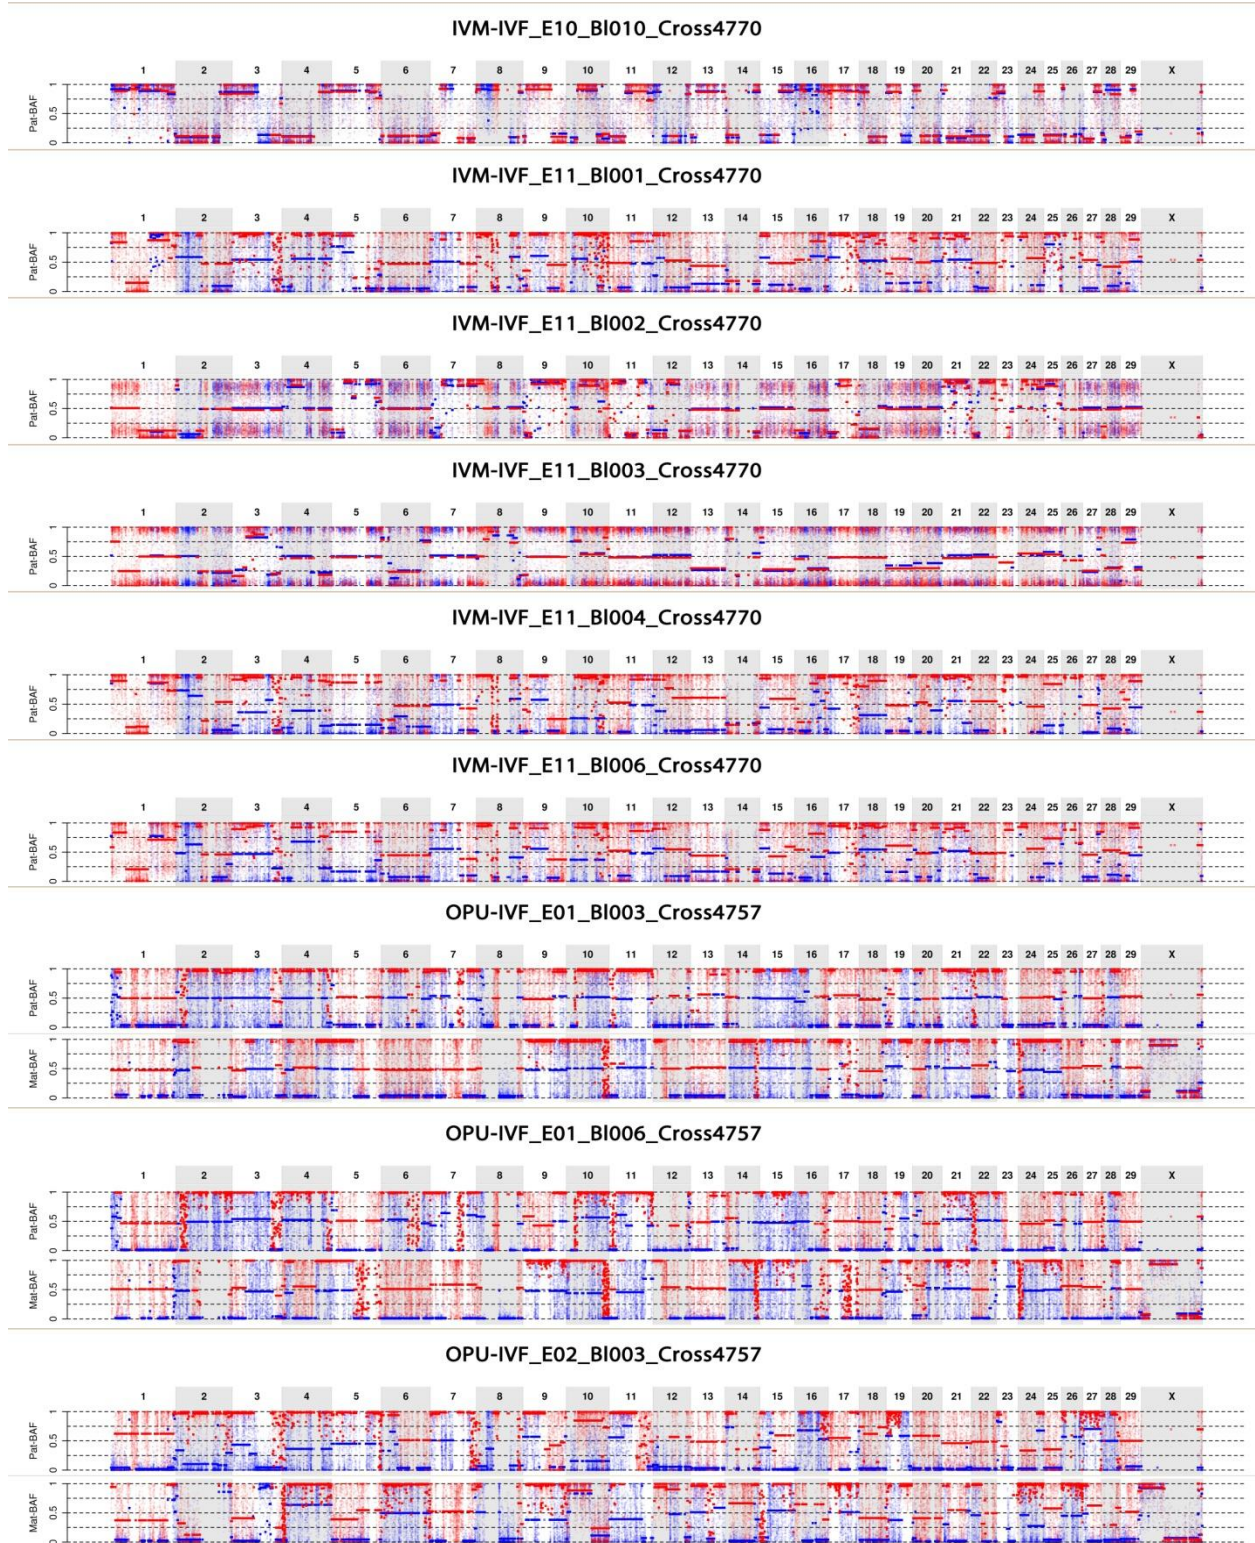 IVM-IVF_E10_Bl010_Cross4770
1 2 3 4 5 6 7 8 9 10 11 12 13 14 15 16 17 18 19 20 21 22 23 24 25 26 27 28 29 X
Pat-BAF
1
0.5
0
IVM-IVF_E11_Bl001_Cross4770
1 2 3 4 5 6 7 8 9 10 11 12 13 14 15 16 17 18 19 20 21 22 23 24 25 26 27 28 29 X
Pat-BAF
1
0.5
0
IVM-IVF_E11_Bl002_Cross4770
1 2 3 4 5 6 7 8 9 10 11 12 13 14 15 16 17 18 19 20 21 22 23 24 25 26 27 28 29 X
Pat-BAF
1
0.5
0
IVM-IVF_E11_Bl003_Cross4770
1 2 3 4 5 6 7 8 9 10 11 12 13 14 15 16 17 18 19 20 21 22 23 24 25 26 27 28 29 X
Pat-BAF
1
0.5
0
IVM-IVF_E11_Bl004_Cross4770
1 2 3 4 5 6 7 8 9 10 11 12 13 14 15 16 17 18 19 20 21 22 23 24 25 26 27 28 29 X
Pat-BAF
1
0.5
0
IVM-IVF_E11_Bl006_Cross4770
1 2 3 4 5 6 7 8 9 10 11 12 13 14 15 16 17 18 19 20 21 22 23 24 25 26 27 28 29 X
Pat-BAF
1
0.5
0
OPU-IVF_E01_Bl003_Cross4757
1 2 3 4 5 6 7 8 9 10 11 12 13 14 15 16 17 18 19 20 21 22 23 24 25 26 27 28 29 X
Pat-BAF
1
0.5
0
Mat-BAF
1
0.5
0
OPU-IVF_E01_Bl006_Cross4757
1 2 3 4 5 6 7 8 9 10 11 12 13 14 15 16 17 18 19 20 21 22 23 24 25 26 27 28 29 X
Pat-BAF
1
0.5
0
Mat-BAF
1
0.5
0
OPU-IVF_E02_Bl003_Cross4757
1 2 3 4 5 6 7 8 9 10 11 12 13 14 15 16 17 18 19 20 21 22 23 24 25 26 27 28 29 X
Pat-BAF
1
0.5
0
Mat-BAF
1
0.5
0